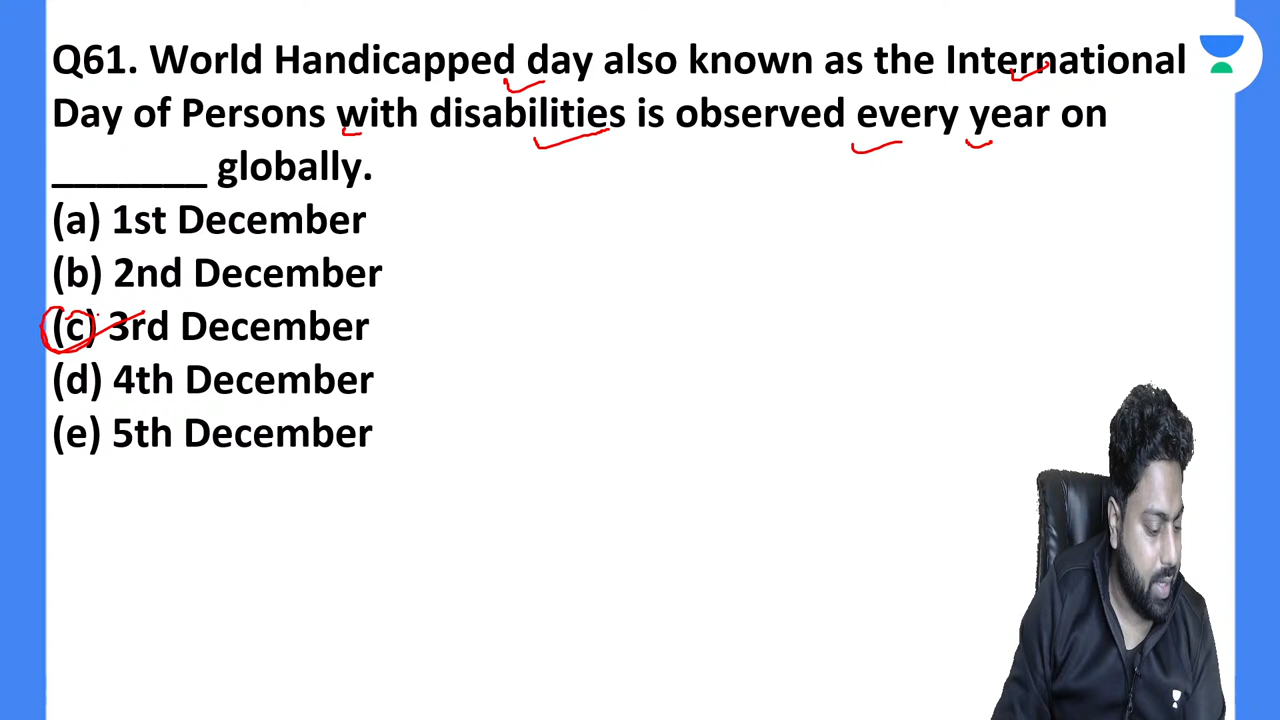 Q61. World Handicapped day also known as the International
Day of Persons with disabilities is observed every year on
_______ globally.
(a) 1st December
(b) 2nd December
(c) 3rd December
(d) 4th December
(e) 5th December